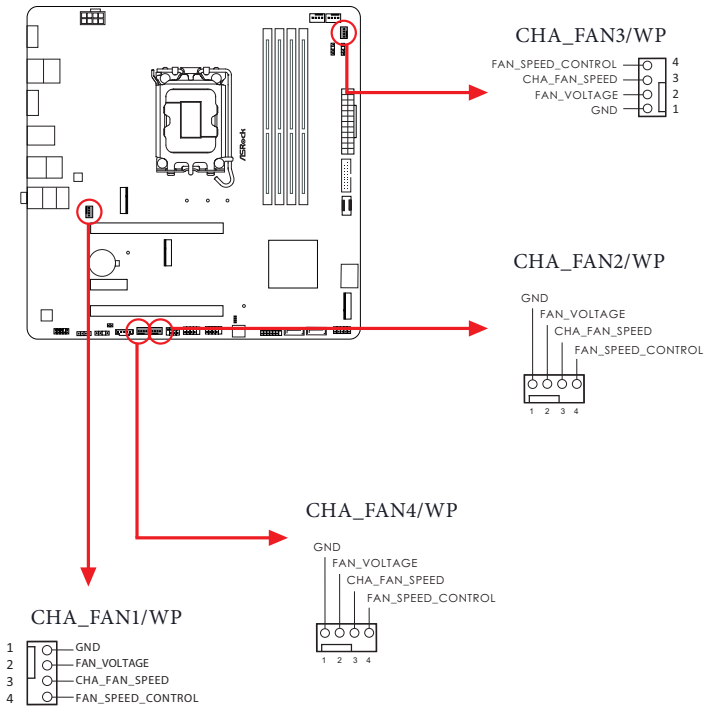 CHA_FAN3/WP
FAN_SPEED_CONTROL 4
CHA_FAN_SPEED 3
FAN_VOLTAGE 2
GND 1
ASRock
CHA_FAN2/WP
GND
FAN_VOLTAGE
CHA_FAN_SPEED
FAN_SPEED_CONTROL
1 2 3 4
CHA_FAN4/WP
GND
FAN_VOLTAGE
CHA_FAN_SPEED
FAN_SPEED_CONTROL
1 2 3 4
CHA_FAN1/WP
1 GND
2 FAN_VOLTAGE
3 CHA_FAN_SPEED
4 FAN_SPEED_CONTROL